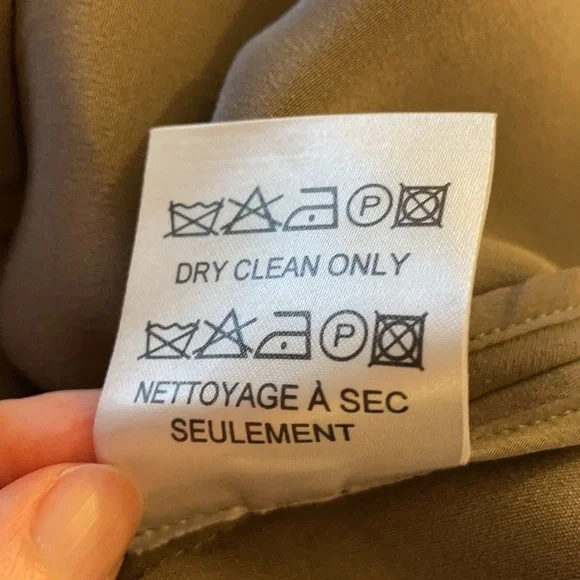 P
DRY CLEAN ONLY
P
NETTOYAGE À SEC
SEULEMENT